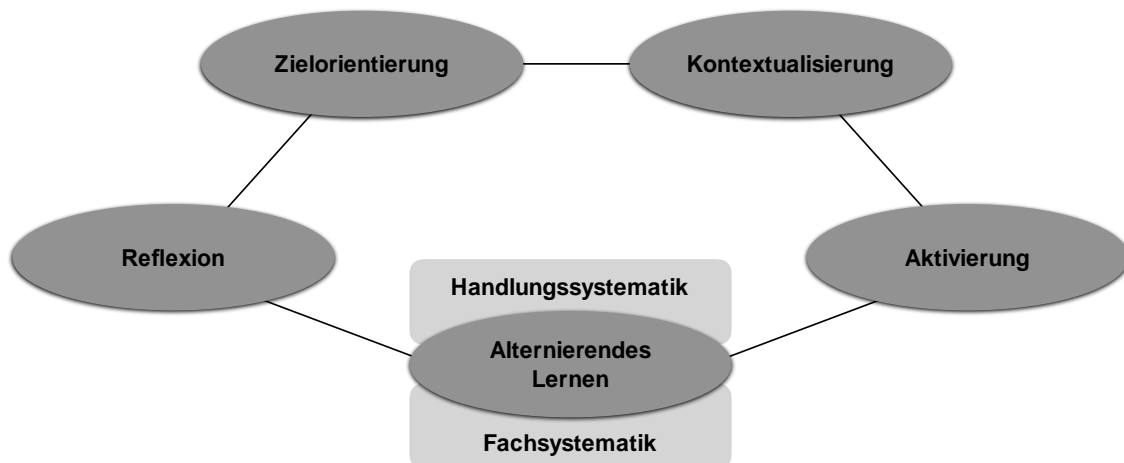 Zielorientierung
Kontextualisierung
Reflexion
Aktivierung
Handlungssystematik
Alternierendes
Lernen
Fachsystematik